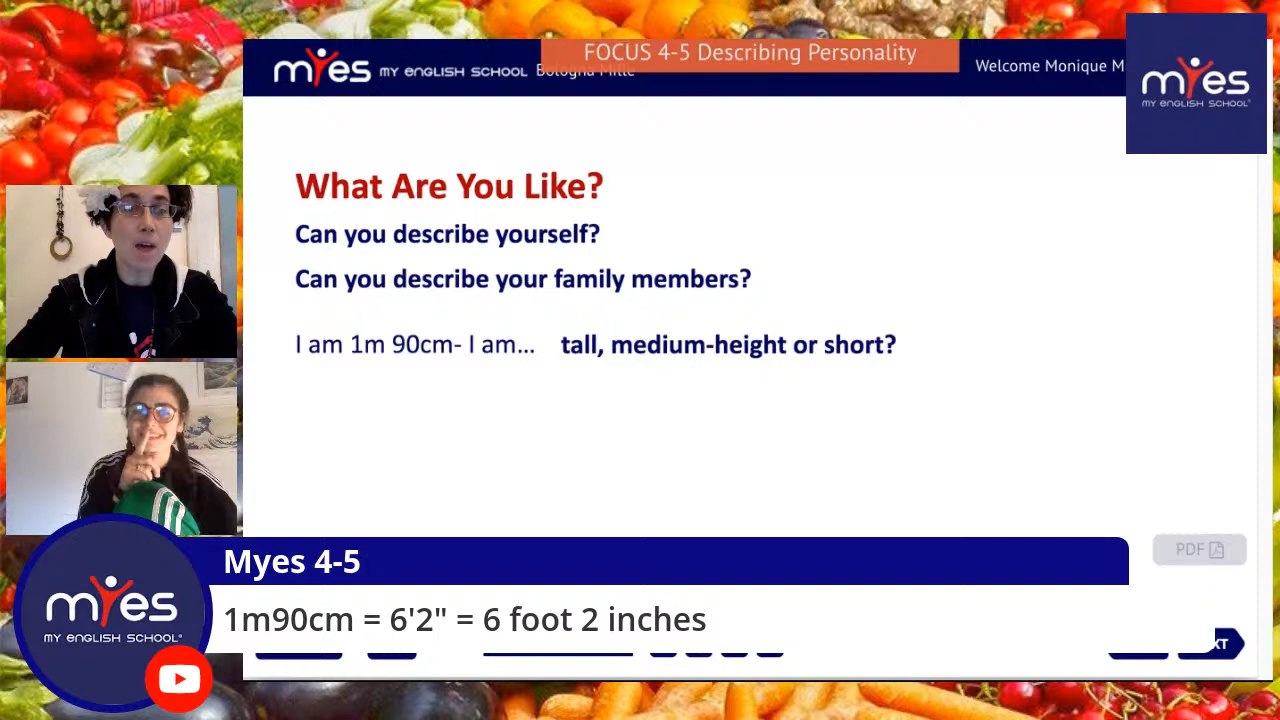 FOCUS 4-5 Describing Personality
myes MY ENGLISH SCHOOL Bologna Mille
Welcome Monique M
myes
MY ENGLISH SCHOOL®
What Are You Like?
Can you describe yourself?
Can you describe your family members?
I am 1m 90cm- I am... tall, medium-height or short?
PDF
Myes 4-5
1m90cm = 6'2" = 6 foot 2 inches
myes
MY ENGLISH SCHOOL®
XT